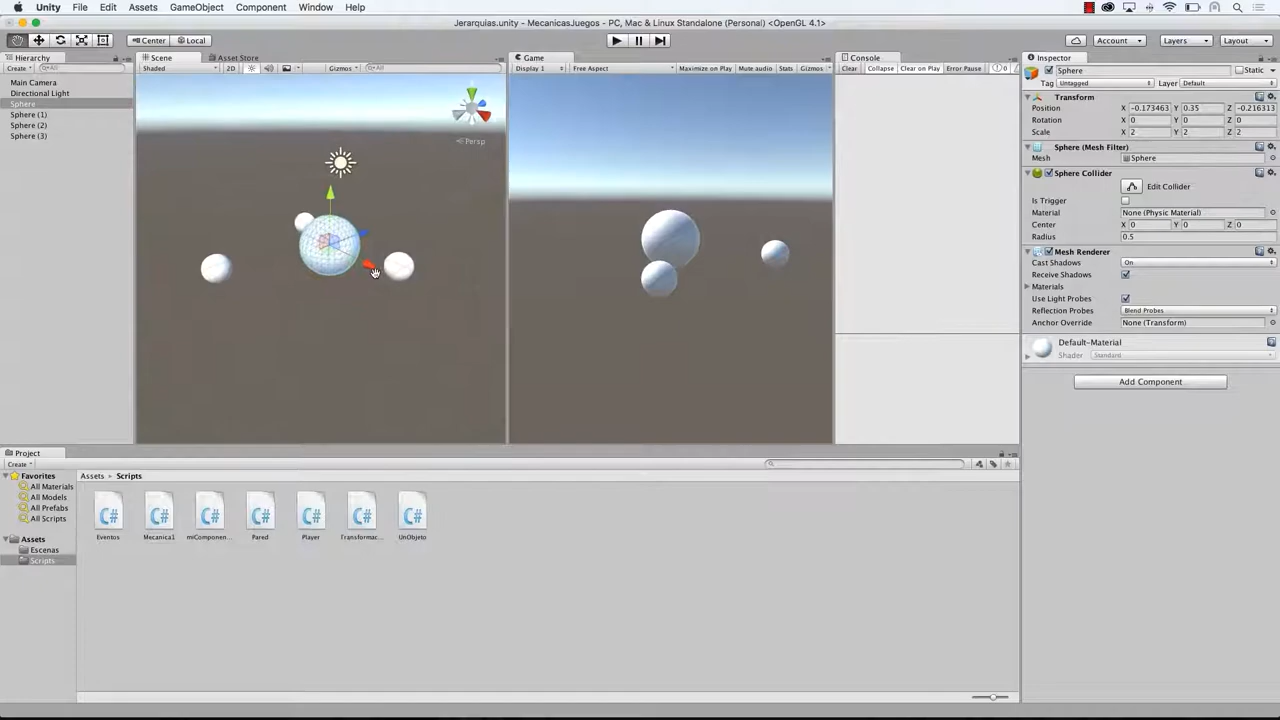 Unity File Edit Assets GameObject Component Window Help
Jerarquias.unity - MecanicasJuegos - PC, Mac & Linux Standalone (Personal) <OpenGL 4.1>
Center Local Account Layers Layout
Hierarchy Scene Asset Store Game Console Inspector
Create All Shaded 2D Gizmos All Display 1 Free Aspect Maximize on Play Mute audio Stats Gizmos Clear Collapse Clear on Play Error Pause 0
Sphere Static
Tag Untagged Layer Default
Main Camera
Directional Light
Sphere
Sphere (1)
Sphere (2)
Sphere (3)
Persp
Transform
Position X -0.173463 Y 0.35 Z -0.216313
Rotation X 0 Y 0 Z 0
Scale X 2 Y 2 Z 2
Sphere (Mesh Filter)
Mesh Sphere
Sphere Collider
Edit Collider
Is Trigger
Material None (Physic Material)
Center X 0 Y 0 Z 0
Radius 0.5
Mesh Renderer
Cast Shadows On
Receive Shadows
Materials
Use Light Probes
Reflection Probes Blend Probes
Anchor Override None (Transform)
Default-Material
Shader Standard
Add Component
Project
Create
Favorites
All Materials
All Models
All Prefabs
All Scripts
Assets
Escenas
Scripts
Assets Scripts
C# C# C# C# C# C# C#
Eventos Mecanica1 miComponen... Pared Player Transformac... UnObjeto